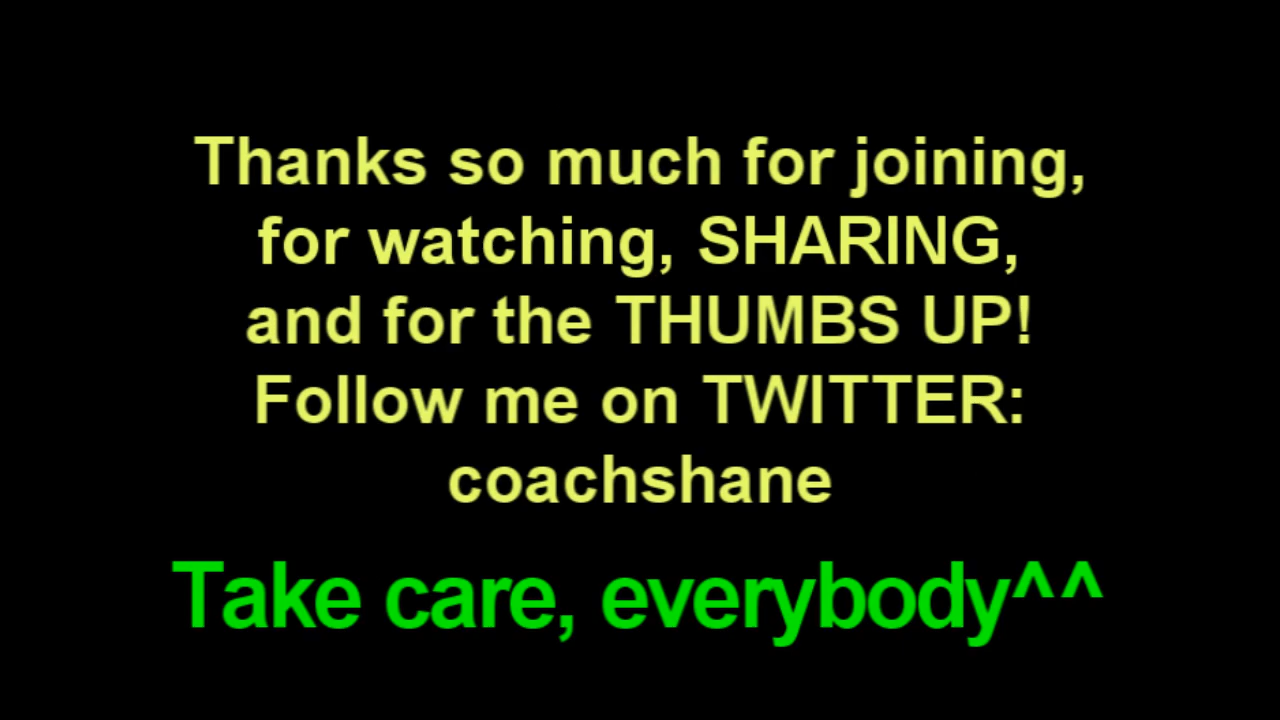 Thanks so much for joining,
for watching, SHARING,
and for the THUMBS UP!
Follow me on TWITTER:
coachshane
Take care, everybody^^